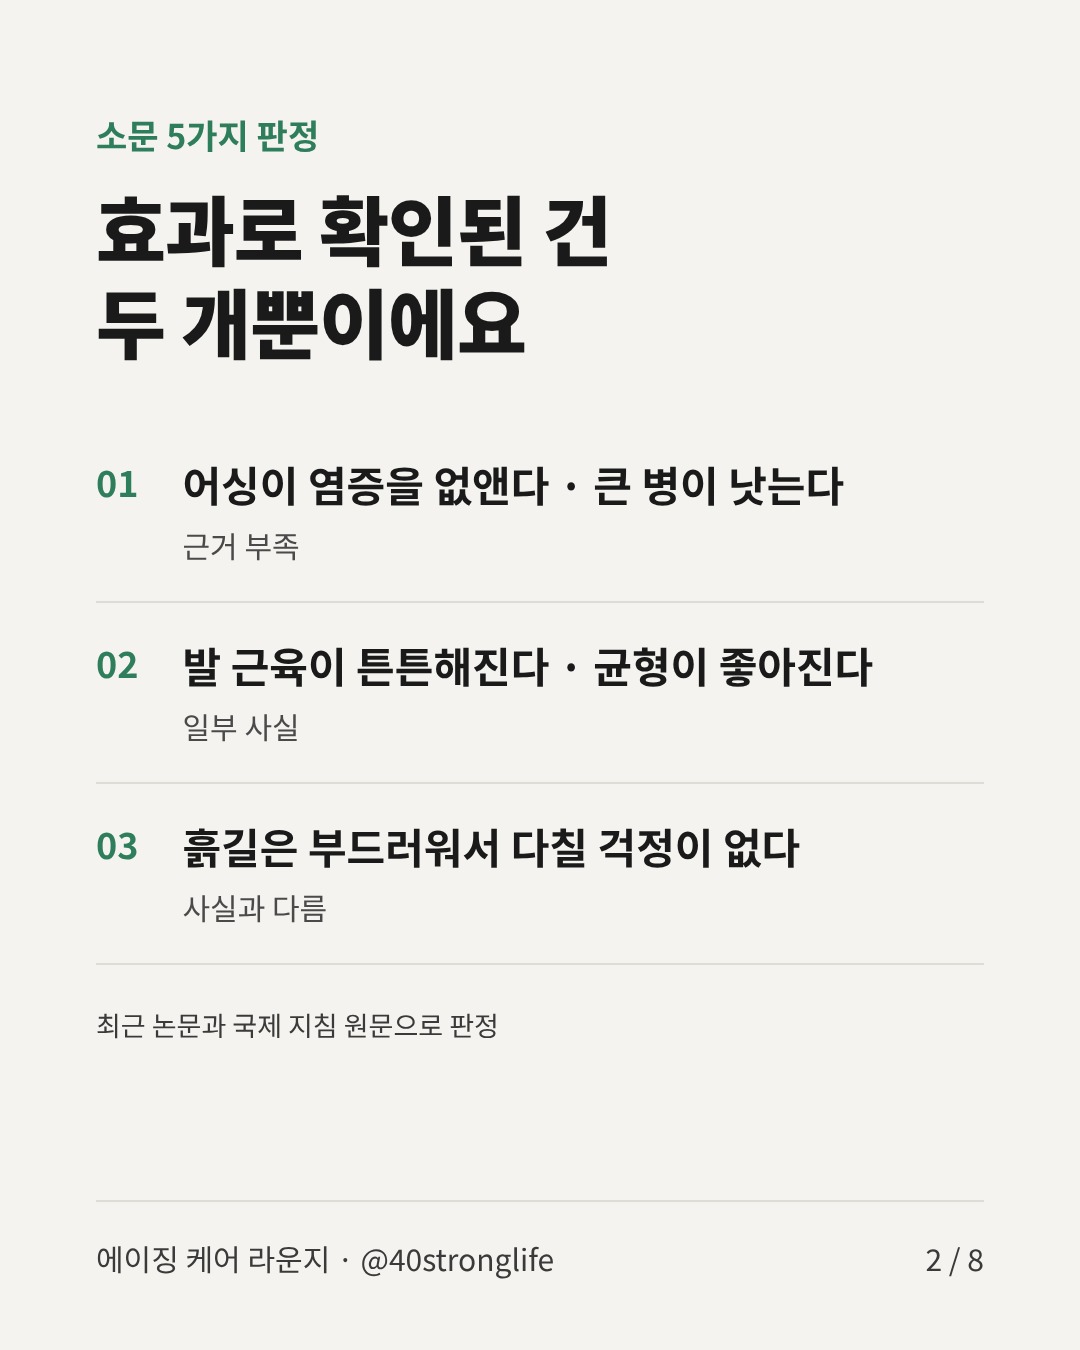 소문 5가지 판정
효과로 확인된 건
두 개뿐이에요
01 어싱이 염증을 없앤다 · 큰 병이 낫는다
근거 부족
02 발 근육이 튼튼해진다 · 균형이 좋아진다
일부 사실
03 흙길은 부드러워서 다칠 걱정이 없다
사실과 다름
최근 논문과 국제 지침 원문으로 판정
에이징 케어 라운지 · @40stronglife 2 / 8